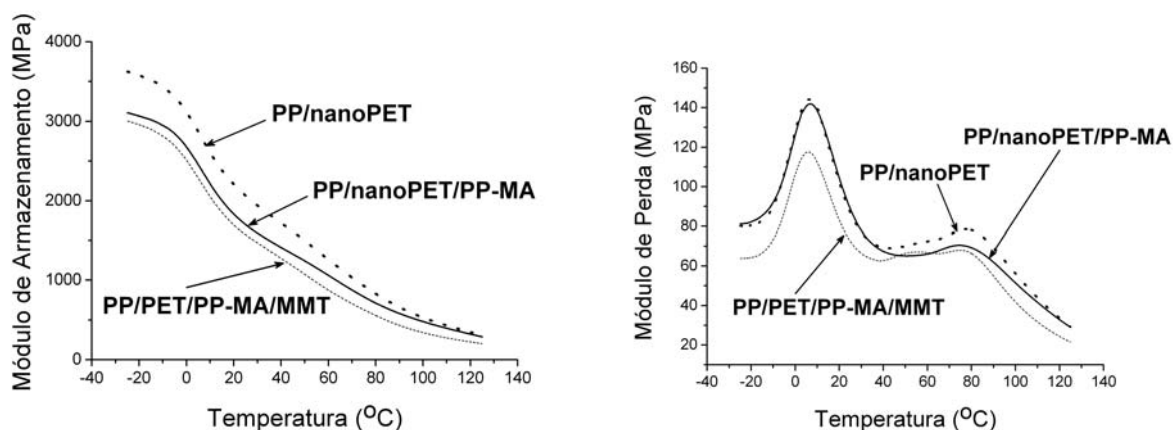 Módulo de Armazenamento (MPa)
4000
3000
2000
1000
0
-40 -20 0 20 40 60 80 100 120 140
Temperatura (ºC)
PP/nanoPET
PP/nanoPET/PP-MA
PP/PET/PP-MA/MMT
Módulo de Perda (MPa)
160
140
120
100
80
60
40
20
-40 -20 0 20 40 60 80 100 120 140
Temperatura (ºC)
PP/nanoPET/PP-MA
PP/nanoPET
PP/PET/PP-MA/MMT